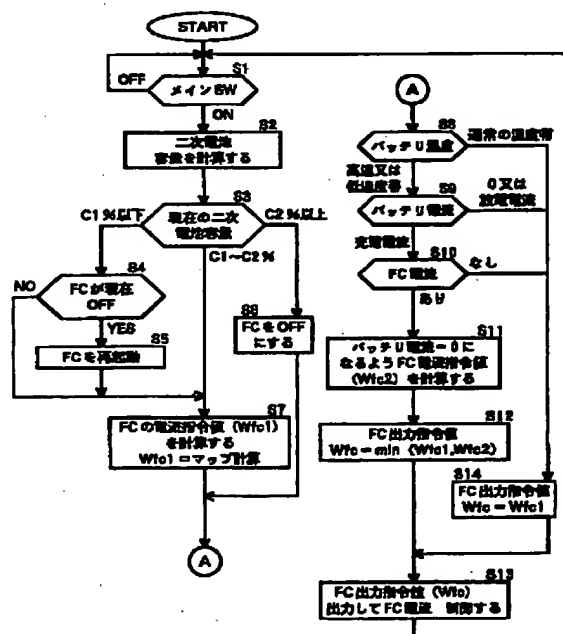 START
S1
OFF
メインSW
ON
S2
二次電池
容量を計算する
S3
C1%以下
現在の二次
電池容量
C2%以上
C1～C2%
S4
NO
FCが現在
OFF
YES
S5
FCを再起動
S6
FCをOFF
にする
S7
FCの電流指令値 (Wfc1)
を計算する
Wfc1=マップ計算
A
A
S8
バッテリ温度
通常の温度帯
高温又は
低温度帯
S9
バッテリ電流
0又は
放電電流
充電電流
S10
FC電流
なし
あり
S11
バッテリ電流=0に
なるようFC電流指令値
(Wfc2) を計算する
S12
FC出力指令値
Wfc=min (Wfc1,Wfc2)
S14
FC出力指令値
Wfc=Wfc1
S13
FC出力指令値 (Wfc)
出力してFC電流 制御する